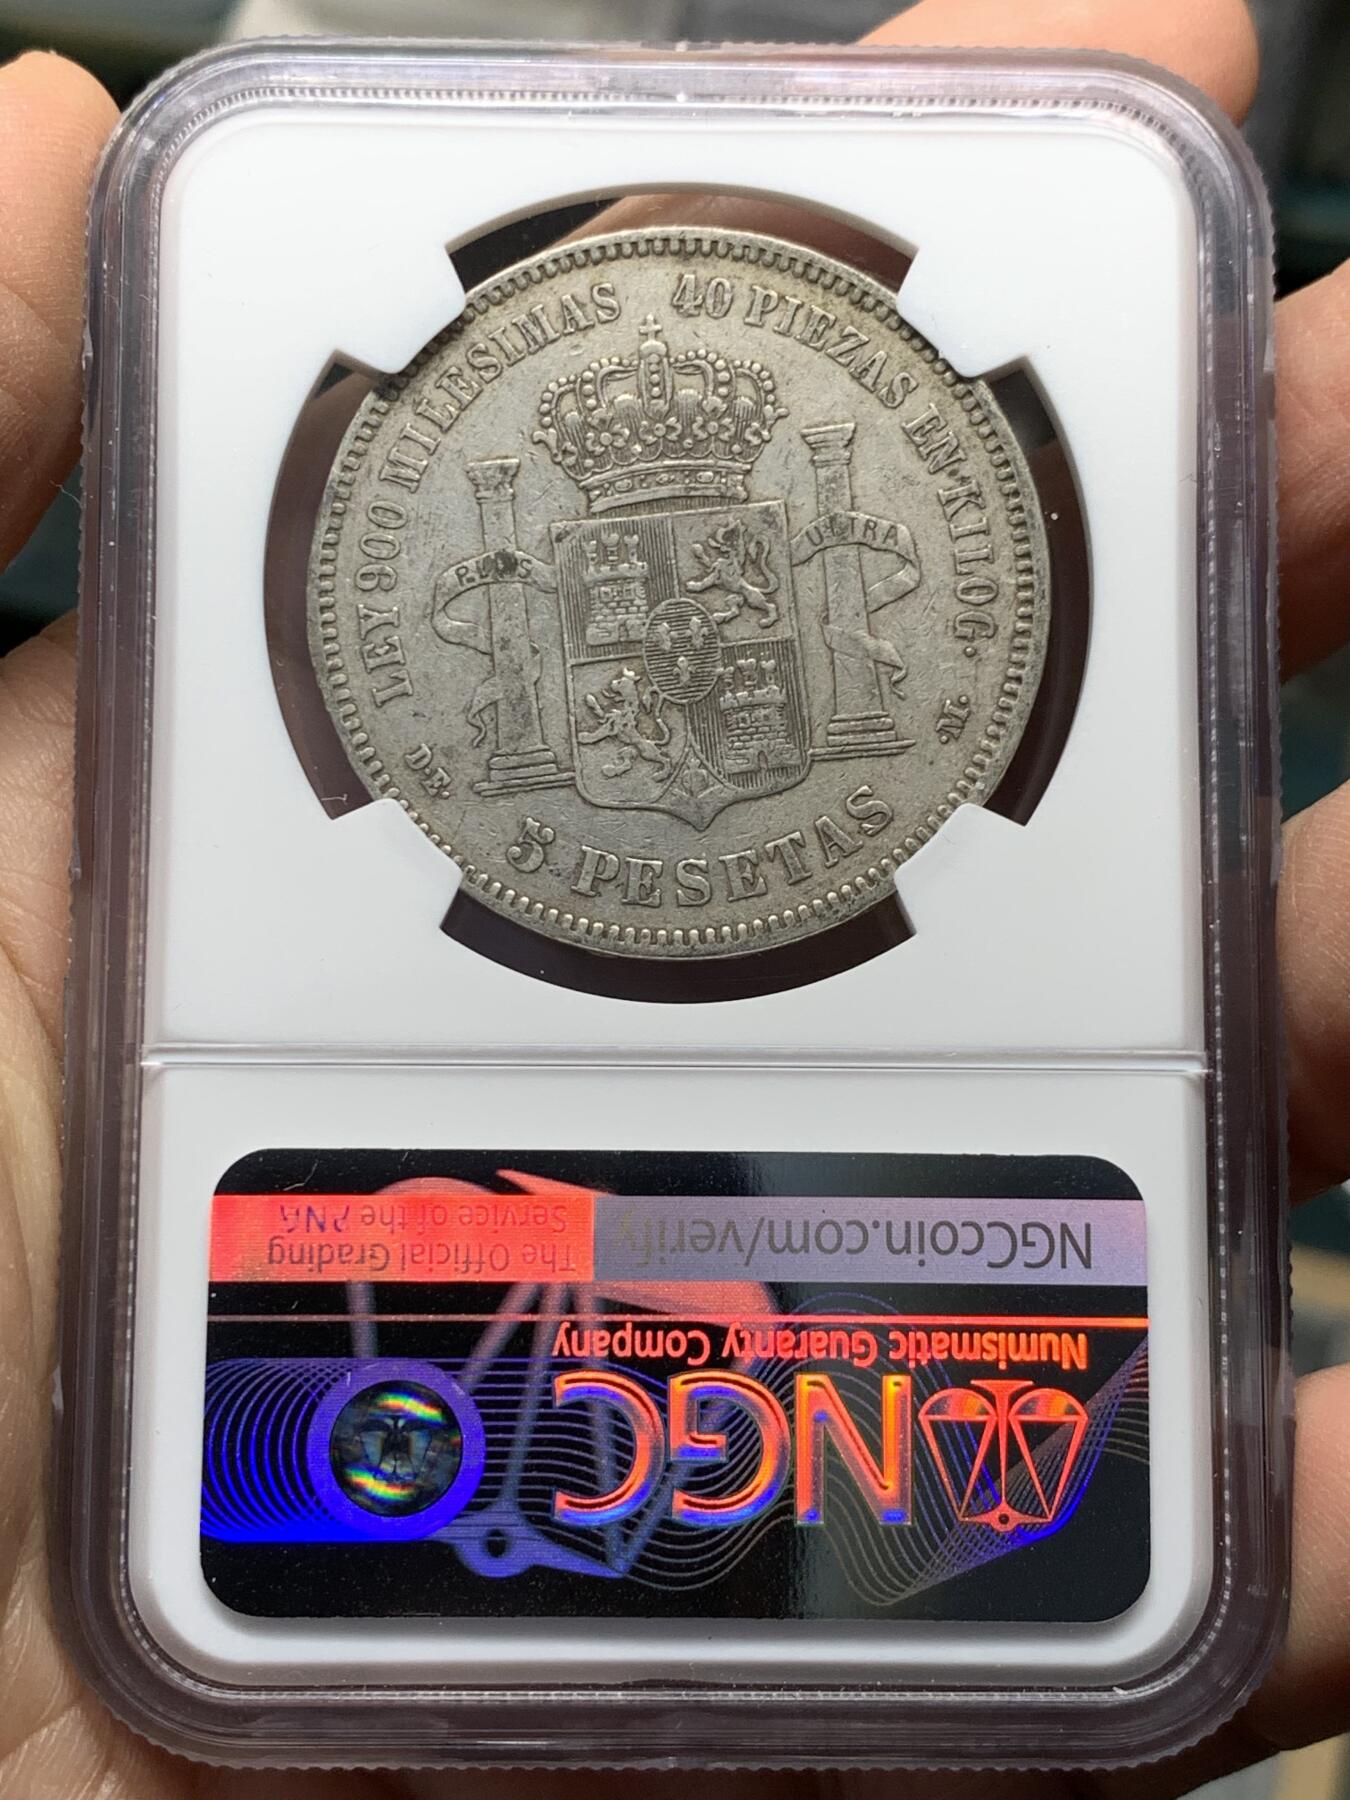 LEY 900 MILESIMAS 40 PIEZAS EN·KILOG.
PLUS
ULTRA
D.E.
·M·
5 PESETAS
NGCcoin.com/verify
The Official Grading
Service of the PNG
Numismatic Guaranty Company
NGC